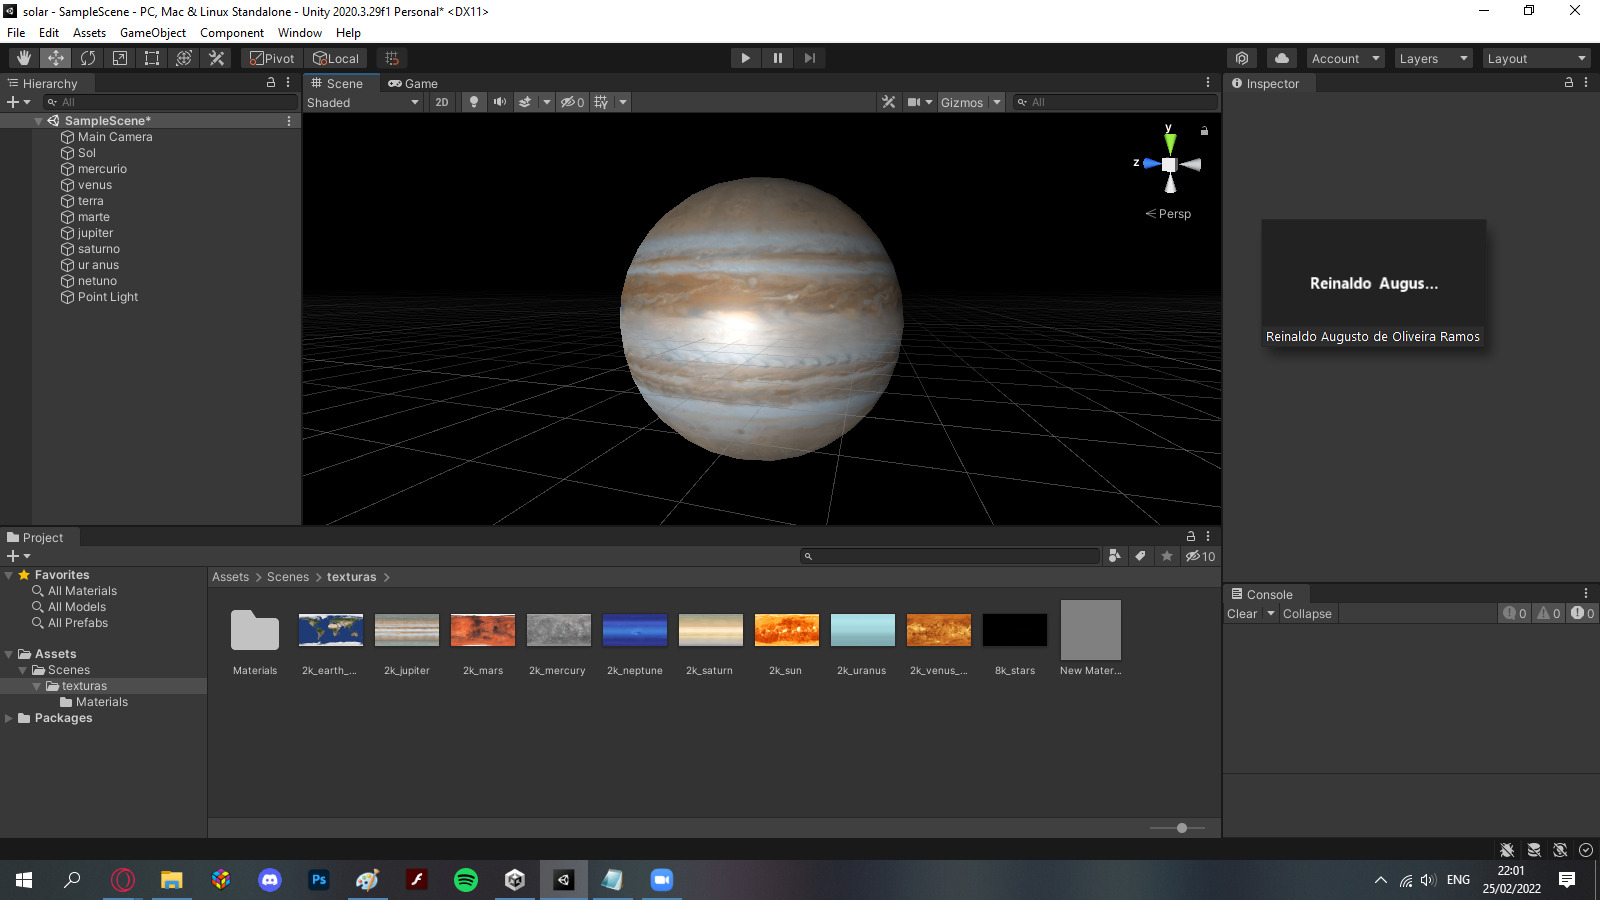 solar - SampleScene - PC, Mac & Linux Standalone - Unity 2020.3.29f1 Personal* <DX11>
File Edit Assets GameObject Component Window Help
Pivot Local Account Layers Layout
Hierarchy
All
SampleScene*
Main Camera
Sol
mercurio
venus
terra
marte
jupiter
saturno
ur anus
netuno
Point Light
Scene Game
Shaded 2D 0 Gizmos All
y
z
Persp
Inspector
Reinaldo Augus...
Reinaldo Augusto de Oliveira Ramos
Project
10
Favorites
All Materials
All Models
All Prefabs
Assets
Scenes
texturas
Materials
Packages
Assets > Scenes > texturas >
Materials 2k_earth_... 2k_jupiter 2k_mars 2k_mercury 2k_neptune 2k_saturn 2k_sun 2k_uranus 2k_venus_... 8k_stars New Mater...
Console
Clear Collapse 0 0 0
Ps
ENG
22:01
25/02/2022